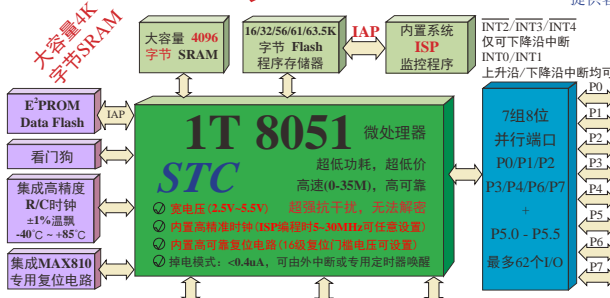 提供客
大容量4K
字节SRAM
大容量 4096
字节 SRAM
16/32/56/61/63.5K
字节 Flash
程序存储器
IAP
内置系统
ISP
监控程序
INT2/INT3/INT4
仅可下降沿中断
INT0/INT1
上升沿/下降沿中断均可
E²PROM
Data Flash
IAP
看门狗
集成高精度
R/C时钟
±1%温飘
-40℃ ~ +85℃
集成MAX810
专用复位电路
1T 8051 微处理器
STC
超低功耗，超低价
高速(0-35M)，高可靠
宽电压(2.5V~5.5V) 超强抗干扰，无法解密
内置高精准时钟(ISP编程时5~30MHz可任意设置)
内置高可靠复位电路(16级复位门槛电压可设置)
掉电模式：<0.4uA，可由外中断或专用定时器唤醒
7组8位
并行端口
P0/P1/P2
P3/P4/P6/P7
+
P5.0 - P5.5
最多62个I/O
P0
P1
P2
P3
P4
P5
P6
P7